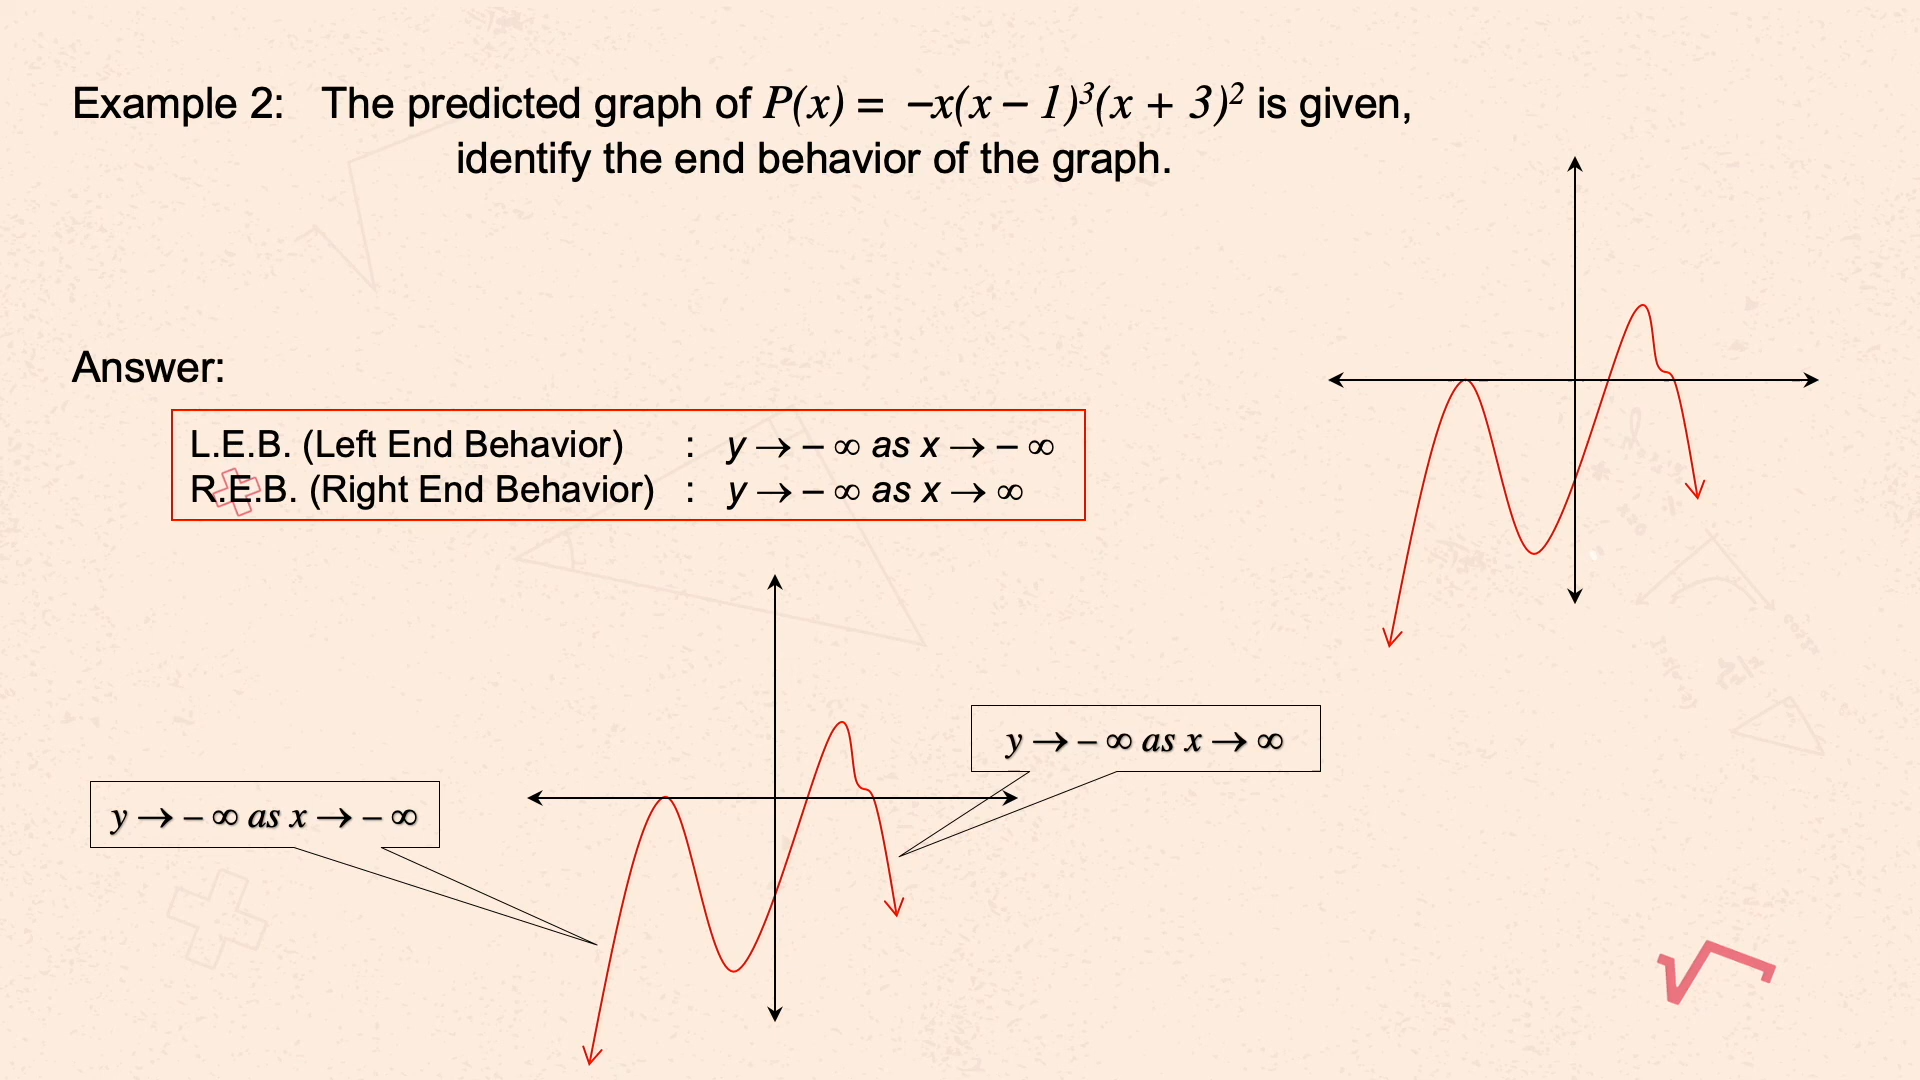 Example 2: The predicted graph of P(x) = –x(x – 1)³(x + 3)² is given,
identify the end behavior of the graph.
Answer:
L.E.B. (Left End Behavior) : y → – ∞ as x → – ∞
R.E.B. (Right End Behavior) : y → – ∞ as x → ∞
y → – ∞ as x → ∞
y → – ∞ as x → – ∞